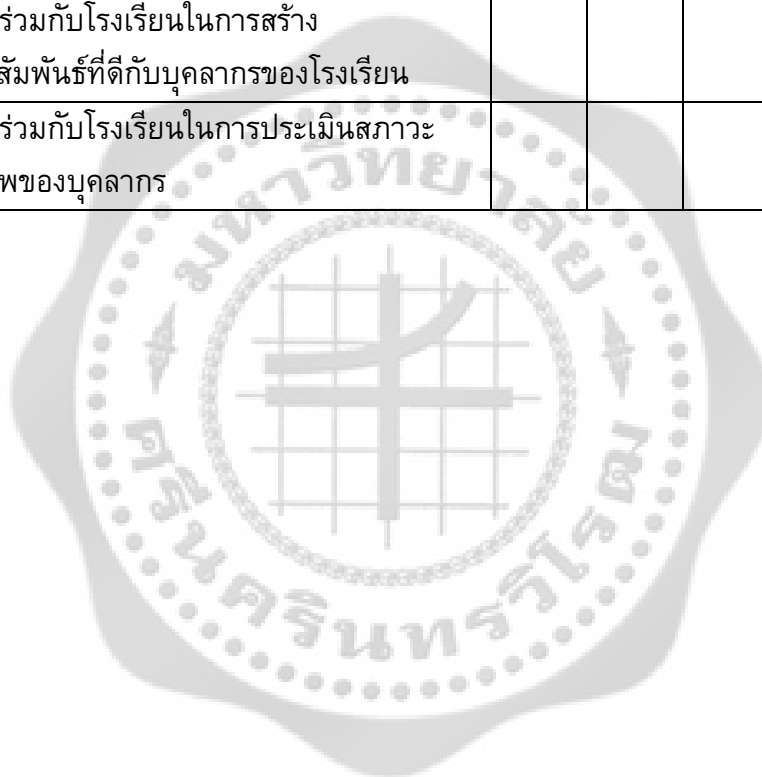 ร่วมกับโรงเรียนในการสร้าง
สัมพันธ์ที่ดีกับบุคลากรของโรงเรียน
ร่วมกับโรงเรียนในการประเมินสภาวะ
พของบุคลากร
มหาวิทยาลัย
ศรีนครินทรวิโรฒ